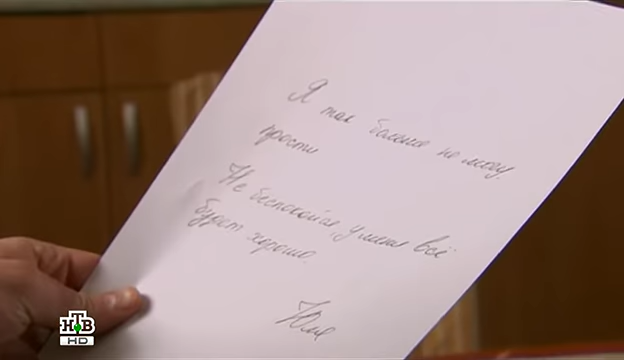 Я так больше не могу.
прости
Не беспокойся, у меня всё
будет хорошо.
Юля
НТВ
HD